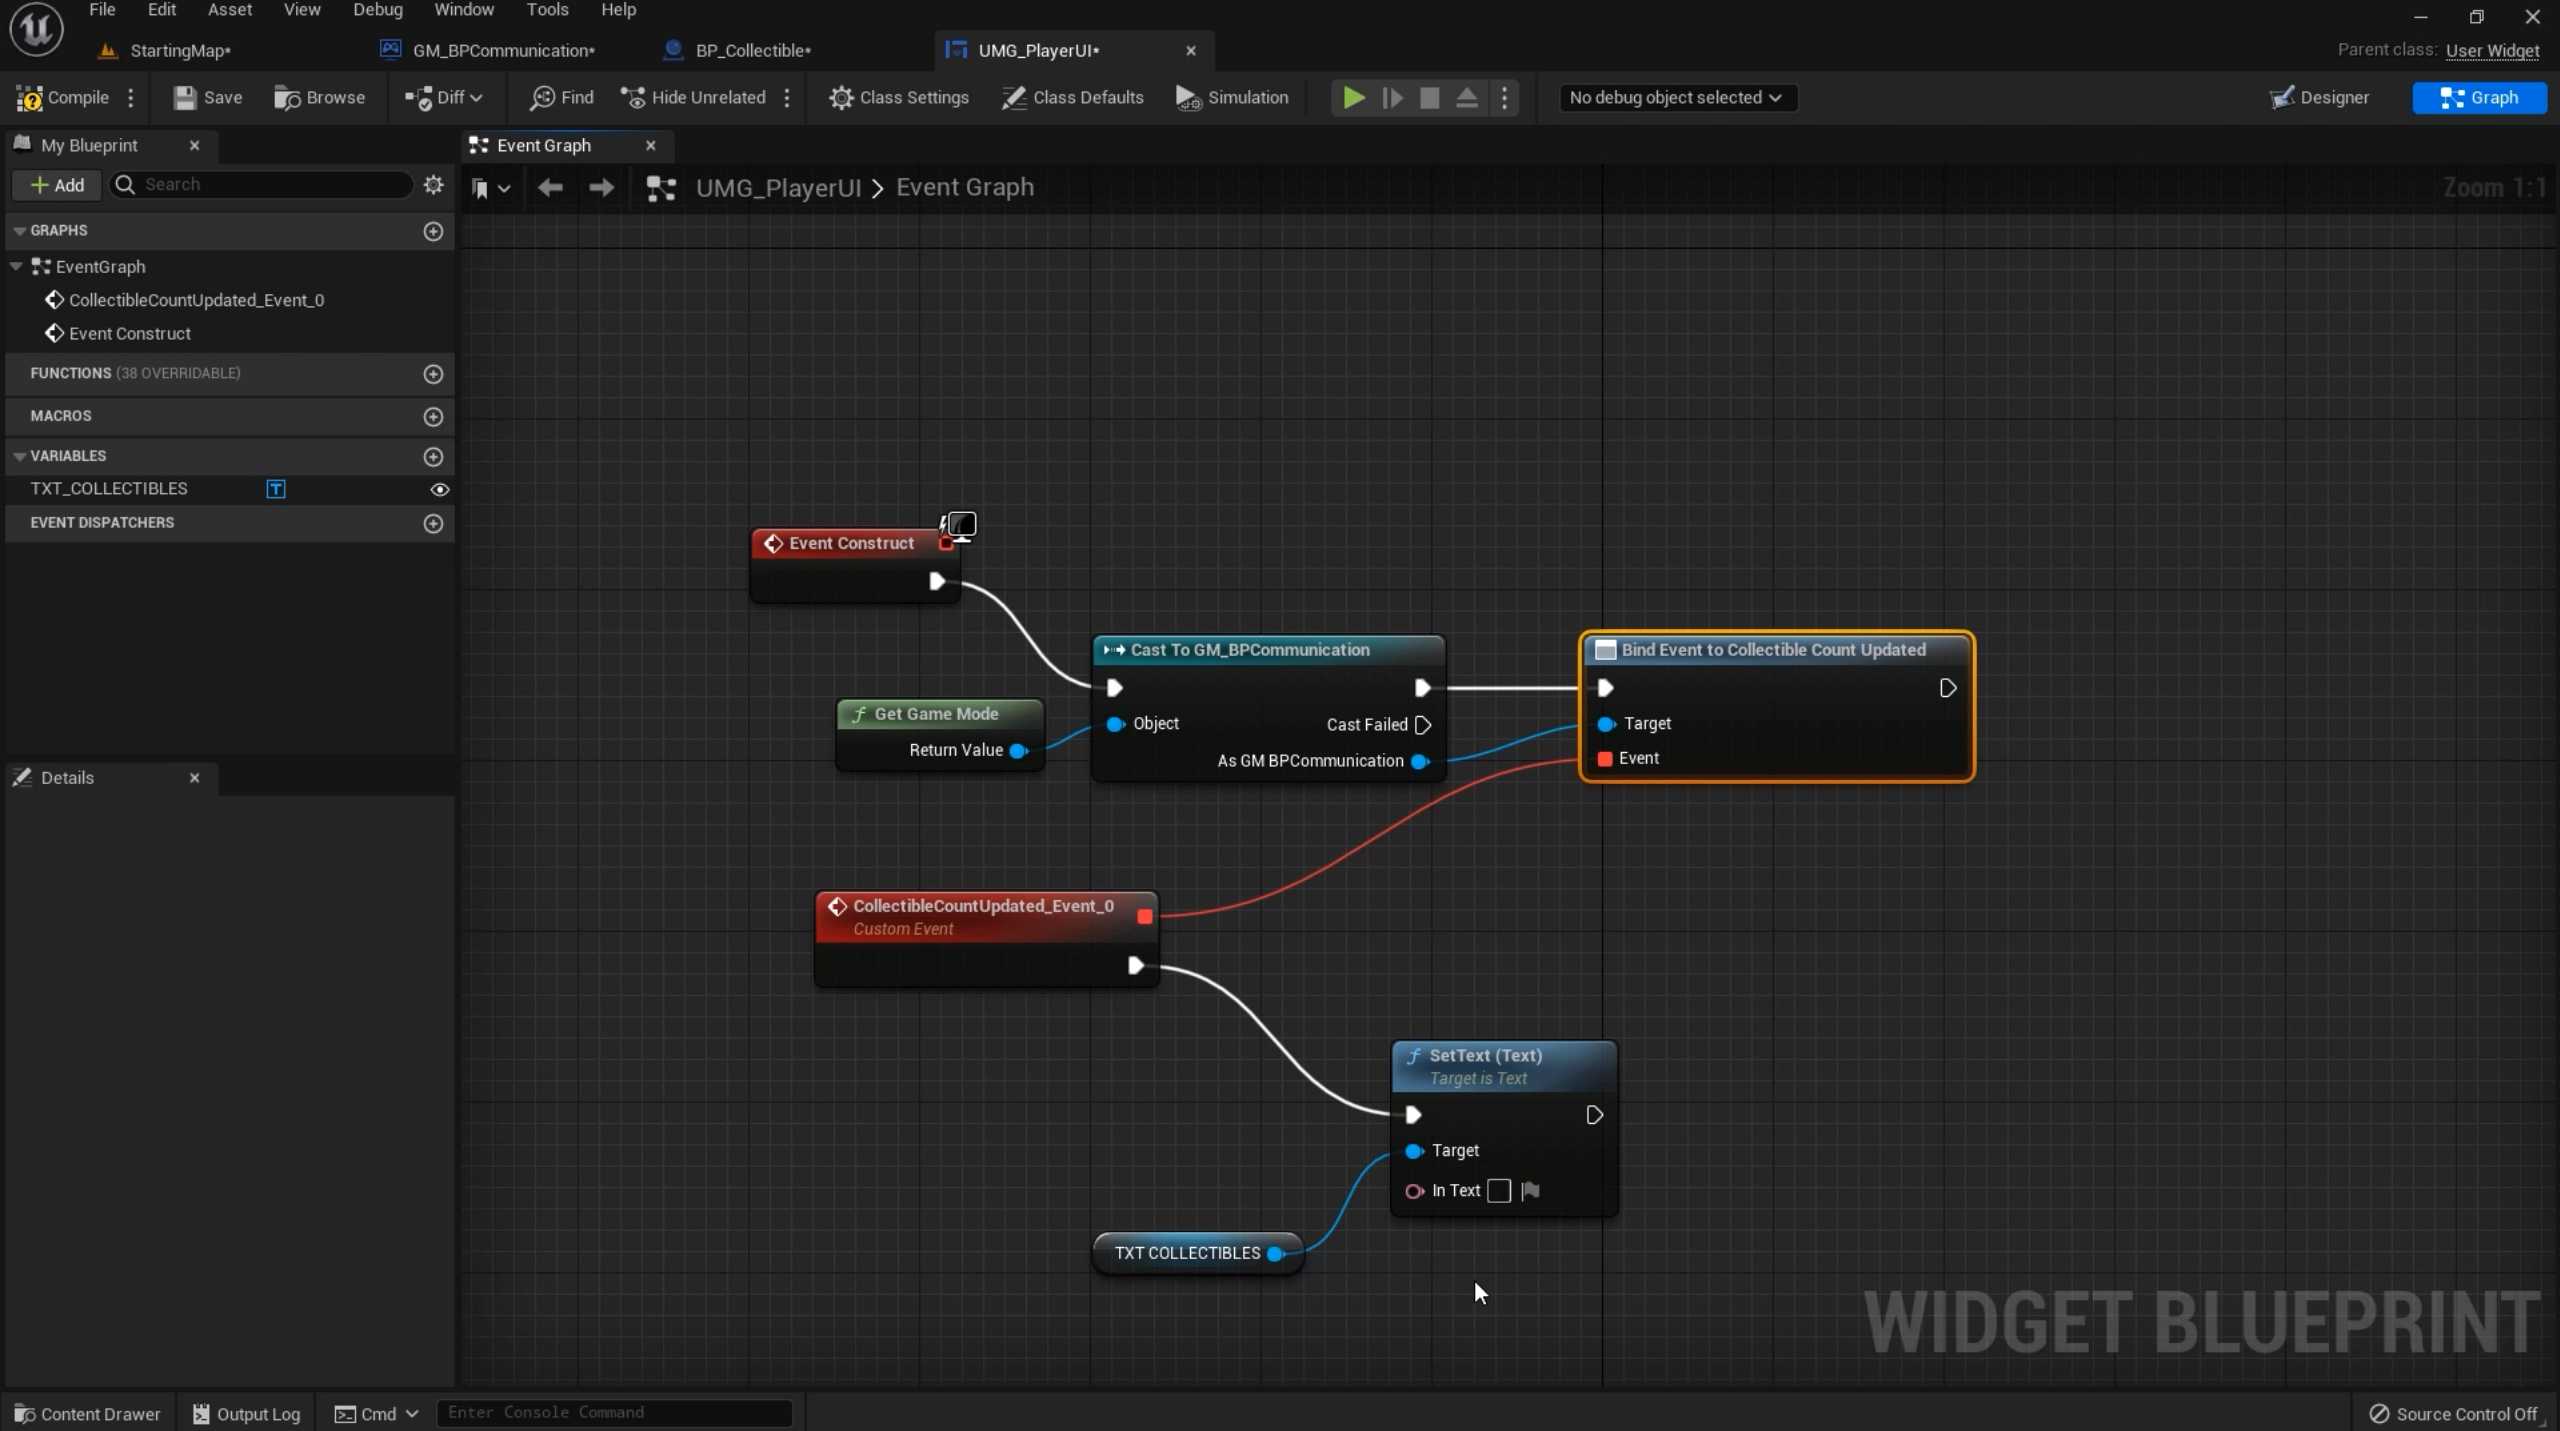 File Edit Asset View Debug Window Tools Help
StartingMap* GM_BPCommunication* BP_Collectible* UMG_PlayerUI* Parent class: User Widget
Compile Save Browse Diff Find Hide Unrelated Class Settings Class Defaults Simulation No debug object selected Designer Graph
My Blueprint
Event Graph
Add Search
UMG_PlayerUI > Event Graph Zoom 1:1
GRAPHS
EventGraph
CollectibleCountUpdated_Event_0
Event Construct
FUNCTIONS (38 OVERRIDABLE)
MACROS
VARIABLES
TXT_COLLECTIBLES T
EVENT DISPATCHERS
Details
Event Construct
Cast To GM_BPCommunication
Object
Cast Failed
As GM BPCommunication
Bind Event to Collectible Count Updated
Target
Event
f Get Game Mode
Return Value
CollectibleCountUpdated_Event_0
Custom Event
f SetText (Text)
Target is Text
Target
In Text
TXT COLLECTIBLES
WIDGET BLUEPRINT
Content Drawer Output Log Cmd Enter Console Command Source Control Off